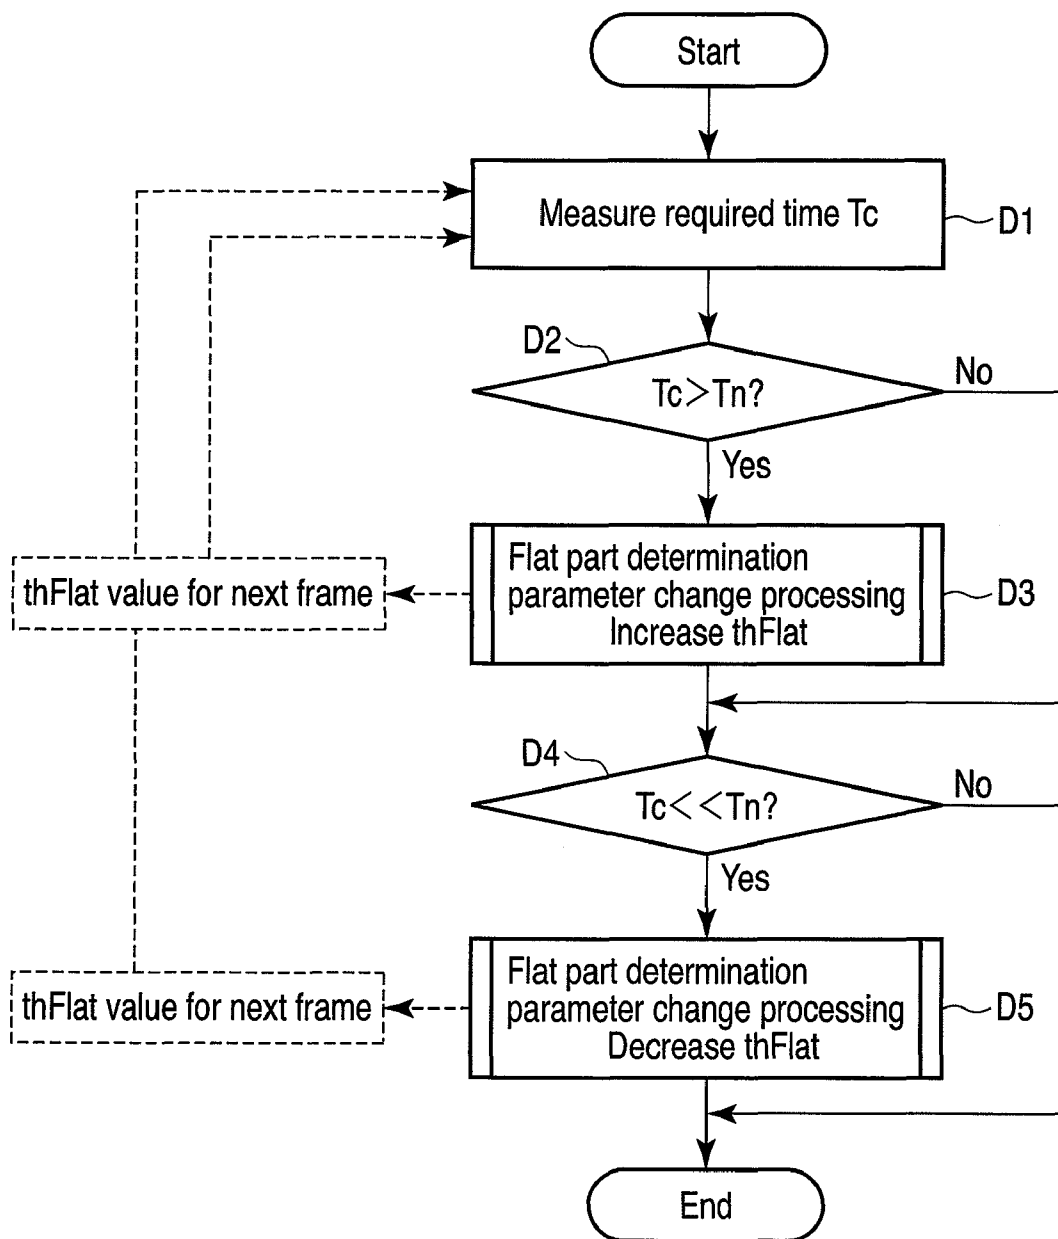 Start
Measure required time Tc
D1
D2
Tc>Tn?
No
Yes
Flat part determination
parameter change processing
Increase thFlat
D3
thFlat value for next frame
D4
Tc<<Tn?
No
Yes
Flat part determination
parameter change processing
Decrease thFlat
D5
thFlat value for next frame
End